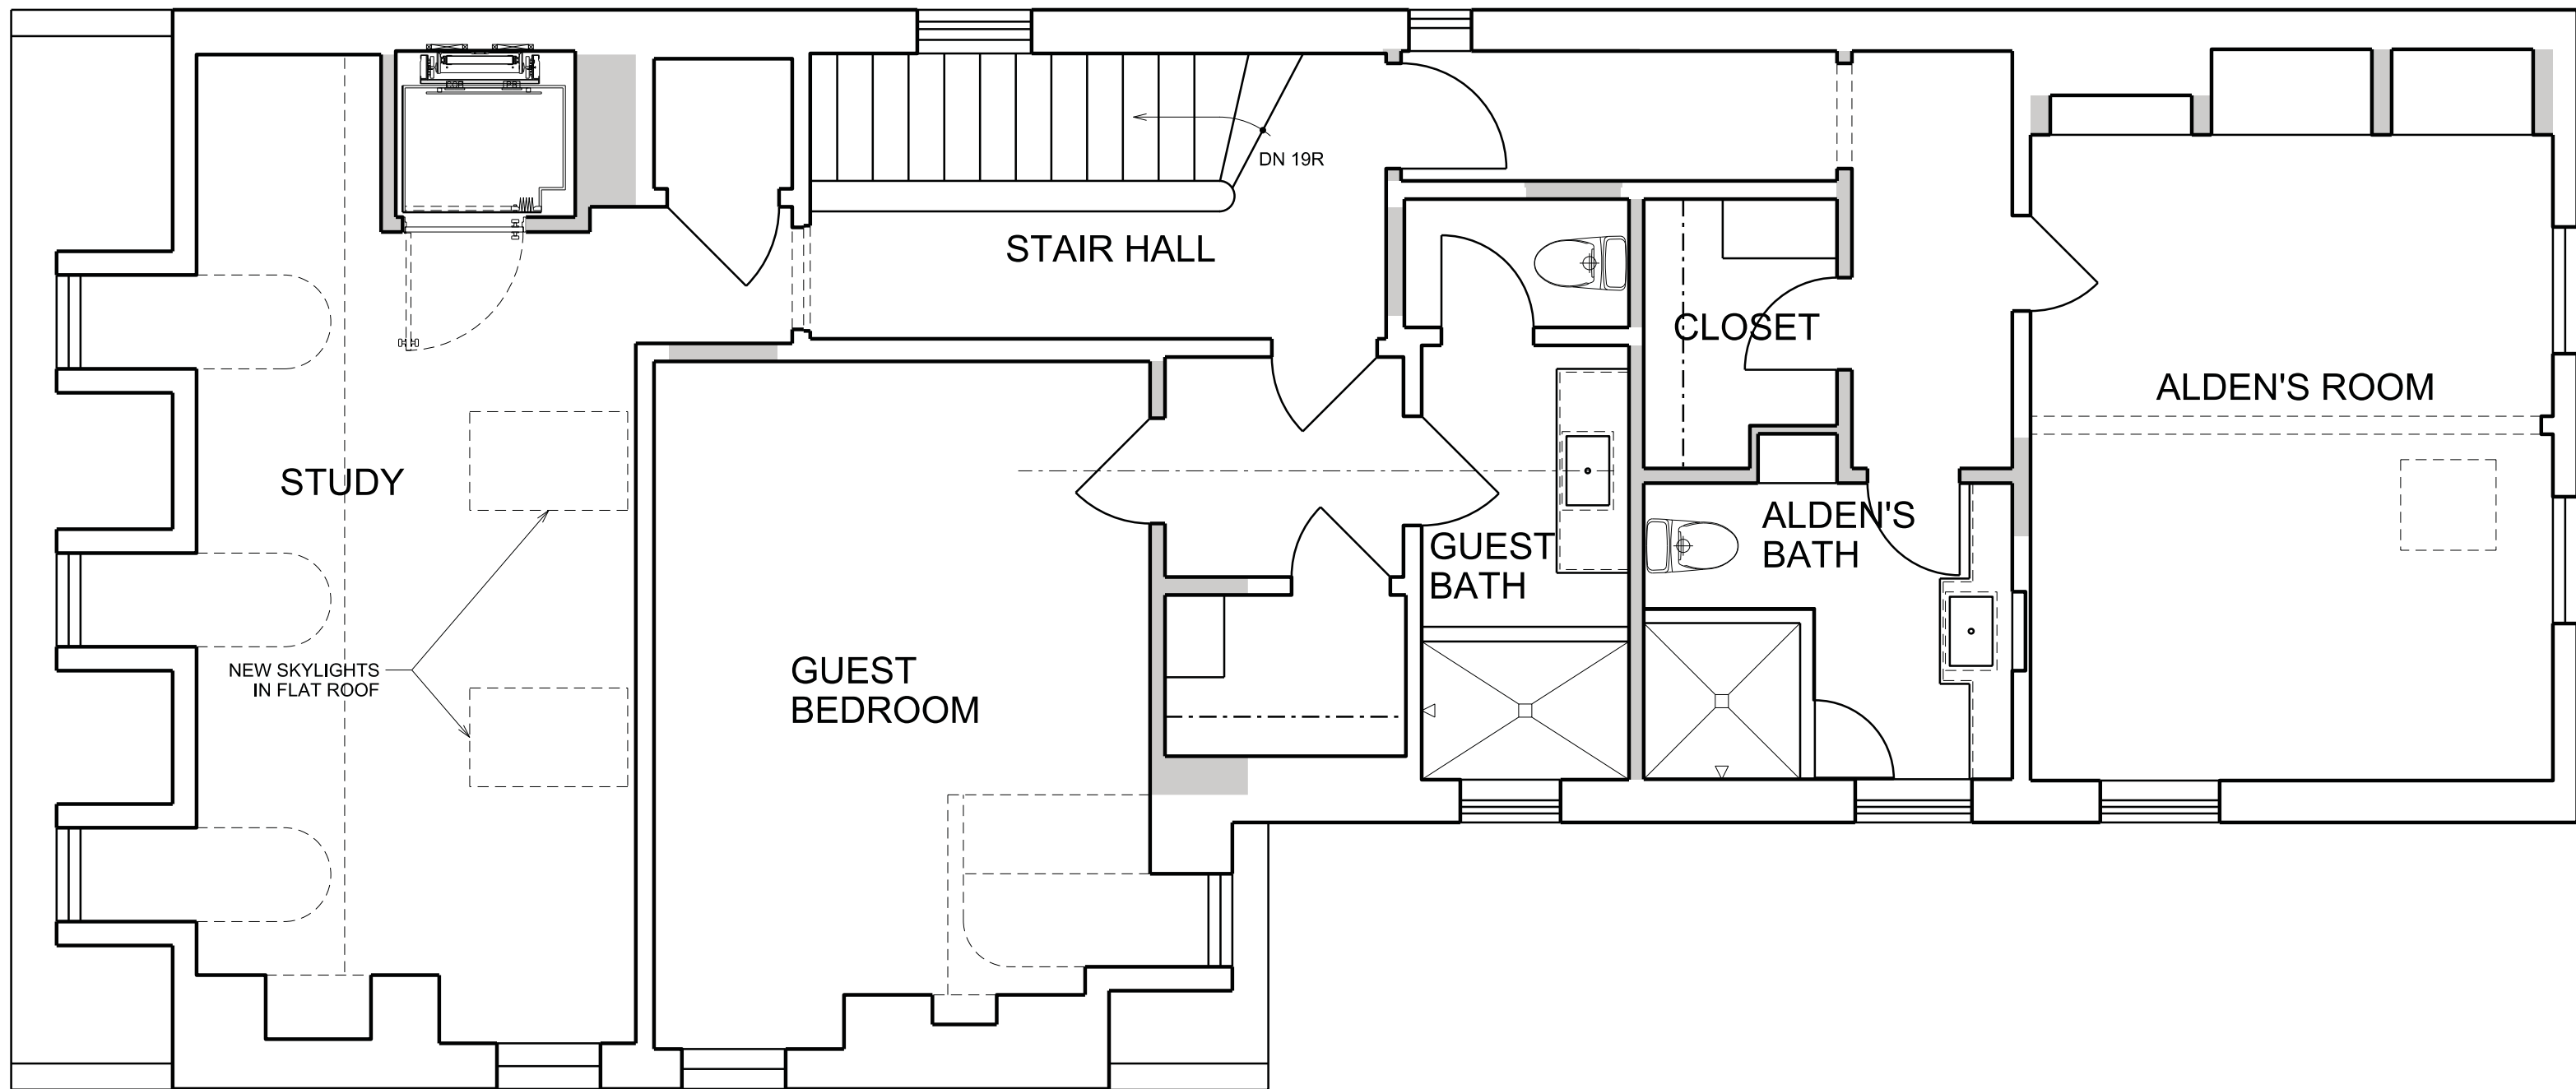 DN 19R
STAIR HALL
CLOSET
ALDEN'S ROOM
STUDY
ALDEN'S
BATH
GUEST
BATH
NEW SKYLIGHTS
IN FLAT ROOF
GUEST
BEDROOM